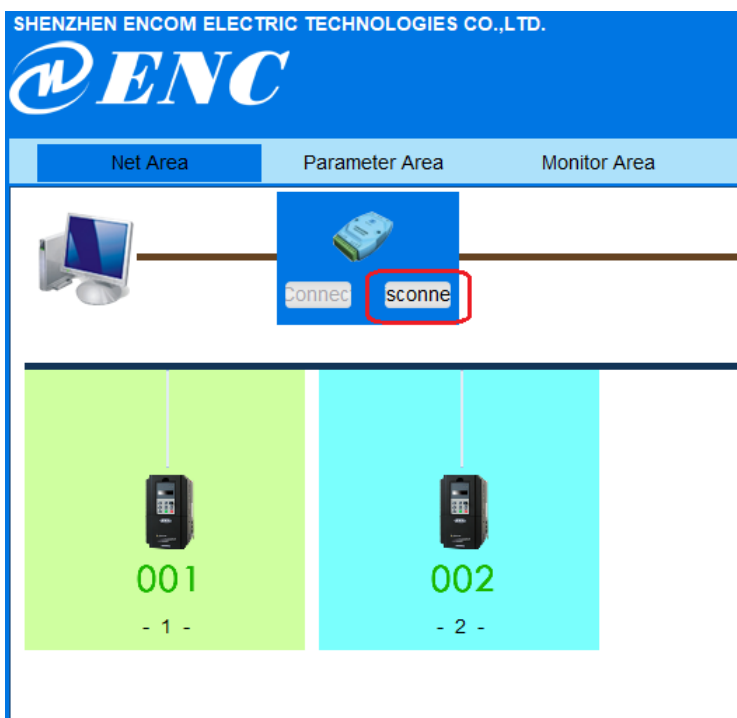 SHENZHEN ENCOM ELECTRIC TECHNOLOGIES CO.,LTD.
ENC
Net Area Parameter Area Monitor Area
Connec sconne
001 002
- 1 - - 2 -